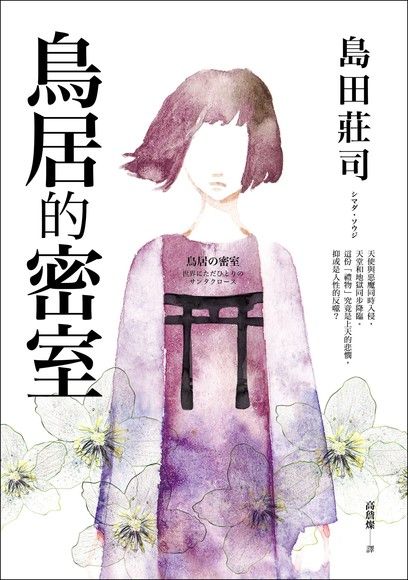 鳥居的密室
島田莊司
シマダ・ソウジ
鳥居の密室
世界にただひとりの
サンタクロース
天使與惡魔同時入侵，
天堂和地獄同步降臨。
這份「禮物」究竟是上天的悲憫，
抑或是人性的反噬？
高詹燦──譯